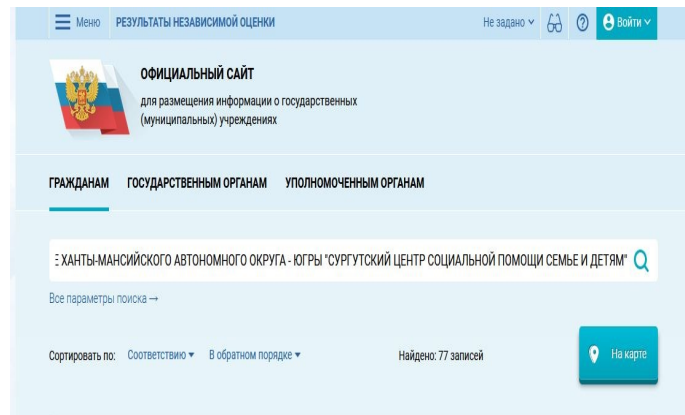 Меню РЕЗУЛЬТАТЫ НЕЗАВИСИМОЙ ОЦЕНКИ Не задано Войти
ОФИЦИАЛЬНЫЙ САЙТ
для размещения информации о государственных
(муниципальных) учреждениях
ГРАЖДАНАМ ГОСУДАРСТВЕННЫМ ОРГАНАМ УПОЛНОМОЧЕННЫМ ОРГАНАМ
Е ХАНТЫ-МАНСИЙСКОГО АВТОНОМНОГО ОКРУГА - ЮГРЫ "СУРГУТСКИЙ ЦЕНТР СОЦИАЛЬНОЙ ПОМОЩИ СЕМЬЕ И ДЕТЯМ"
Все параметры поиска →
Сортировать по: Соответствию В обратном порядке Найдено: 77 записей На карте